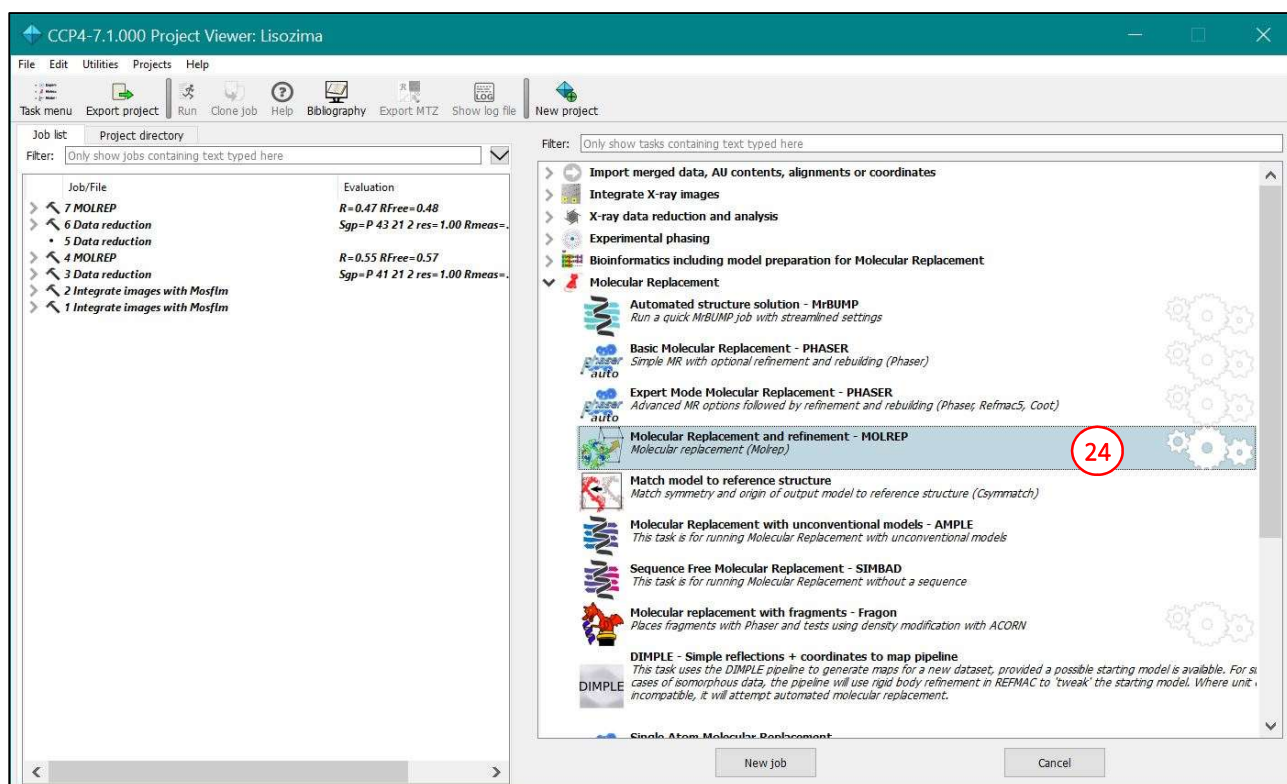 CCP4-7.1.000 Project Viewer: Lisozima
File Edit Utilities Projects Help
Task menu Export project Run Clone job Help Bibliography Export MTZ Show log file New project
Job list Project directory
Filter: Only show jobs containing text typed here
Job/File Evaluation
7 MOLREP R=0.47 RFree=0.48
6 Data reduction Sgp=P 43 21 2 res=1.00 Rmeas=.
5 Data reduction
4 MOLREP R=0.55 RFree=0.57
3 Data reduction Sgp=P 41 21 2 res=1.00 Rmeas=.
2 Integrate images with Mosflm
1 Integrate images with Mosflm
Filter: Only show tasks containing text typed here
Import merged data, AU contents, alignments or coordinates
Integrate X-ray images
X-ray data reduction and analysis
Experimental phasing
Bioinformatics including model preparation for Molecular Replacement
Molecular Replacement
Automated structure solution - MrBUMP
Run a quick MrBUMP job with streamlined settings
phaser auto
Basic Molecular Replacement - PHASER
Simple MR with optional refinement and rebuilding (Phaser)
phaser auto
Expert Mode Molecular Replacement - PHASER
Advanced MR options followed by refinement and rebuilding (Phaser, Refmac5, Coot)
Molecular Replacement and refinement - MOLREP
Molecular replacement (Molrep)
24
Match model to reference structure
Match symmetry and origin of output model to reference structure (Csymmatch)
Molecular Replacement with unconventional models - AMPLE
This task is for running Molecular Replacement with unconventional models
Sequence Free Molecular Replacement - SIMBAD
This task is for running Molecular Replacement without a sequence
Molecular replacement with fragments - Fragon
Places fragments with Phaser and tests using density modification with ACORN
DIMPLE
DIMPLE - Simple reflections + coordinates to map pipeline
This task uses the DIMPLE pipeline to generate maps for a new dataset, provided a possible starting model is available. For
cases of isomorphous data, the pipeline will use rigid body refinement in REFMAC to 'tweak' the starting model. Where unit
incompatible, it will attempt automated molecular replacement.
Single Atom Molecular Replacement
New job Cancel